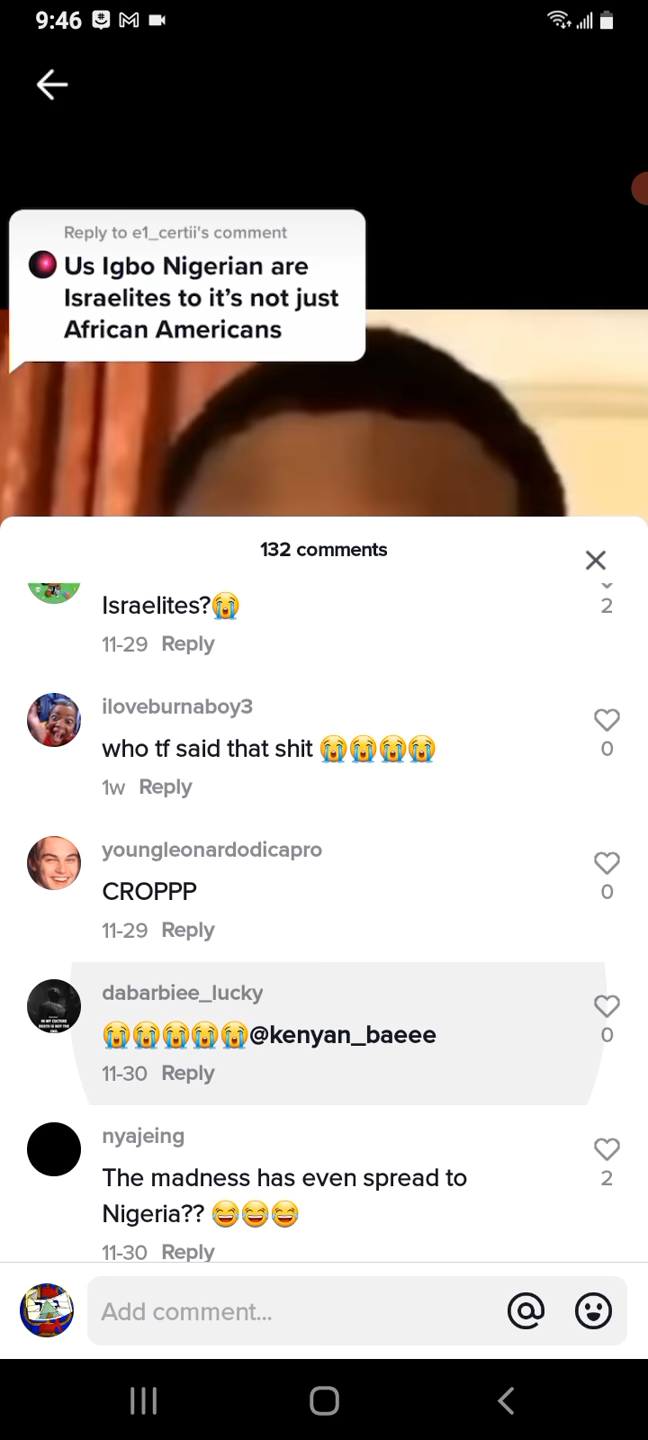 9:46
Reply to e1_certii's comment
Us Igbo Nigerian are
Israelites to it’s not just
African Americans
132 comments
Israelites?😭
2
11-29 Reply
iloveburnaboy3
who tf said that shit 😭😭😭😭
0
1w Reply
youngleonardodicapro
CROPPP
0
11-29 Reply
dabarbiee_lucky
😭😭😭😭😭@kenyan_baeee
0
11-30 Reply
nyajeing
The madness has even spread to
Nigeria?? 😂😂😂
2
11-30 Reply
Add comment...